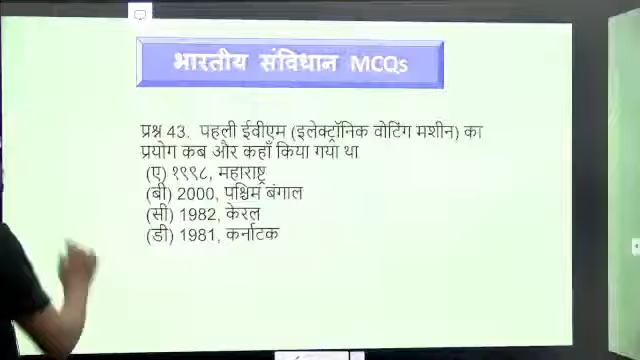 भारतीय संविधान MCQs
प्रश्न 43. पहली ईवीएम (इलेक्ट्रॉनिक वोटिंग मशीन) का
प्रयोग कब और कहाँ किया गया था
(ए) १९९८, महाराष्ट्र
(बी) 2000, पश्चिम बंगाल
(सी) 1982, केरल
(डी) 1981, कर्नाटक